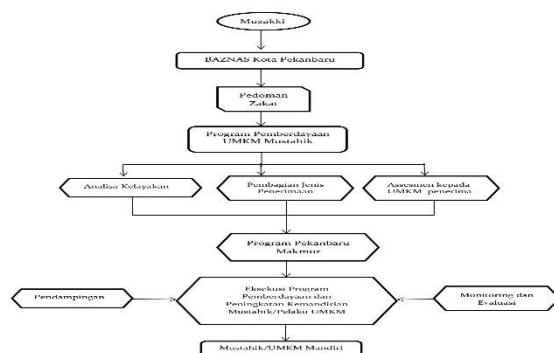 Muzakki
BAZNAS Kota Pekanbaru
Pedoman
Zakat
Program Pemberdayaan
UMKM Mustahik
Analisa Kelayakan
Pembagian Jenis
Penerimaan
Assesmen kepada
UMKM penerima
Program Pekanbaru
Makmur
Pendampingan
Eksekusi Program
Pemberdayaan dan
Peningkatan Kemandirian
Mustahik/Pelaku UMKM
Monitoring dan
Evaluasi
Mustahik/UMKM Mandiri